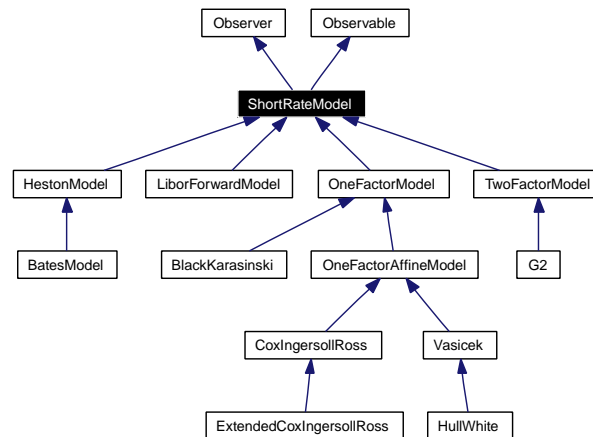 Observer Observable
ShortRateModel
HestonModel LiborForwardModel OneFactorModel TwoFactorModel
BatesModel BlackKarasinski OneFactorAffineModel G2
CoxIngersollRoss Vasicek
ExtendedCoxIngersollRoss HullWhite